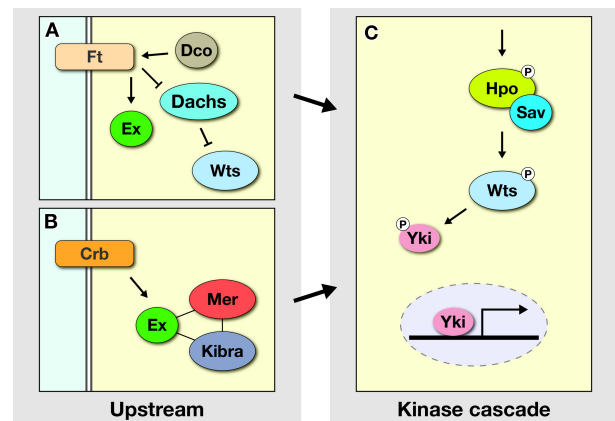 A
Ft
Dco
Dachs
Ex
Wts
B
Crb
Mer
Ex
Kibra
Upstream
C
P
Hpo
Sav
P
Wts
P
Yki
Yki
Kinase cascade